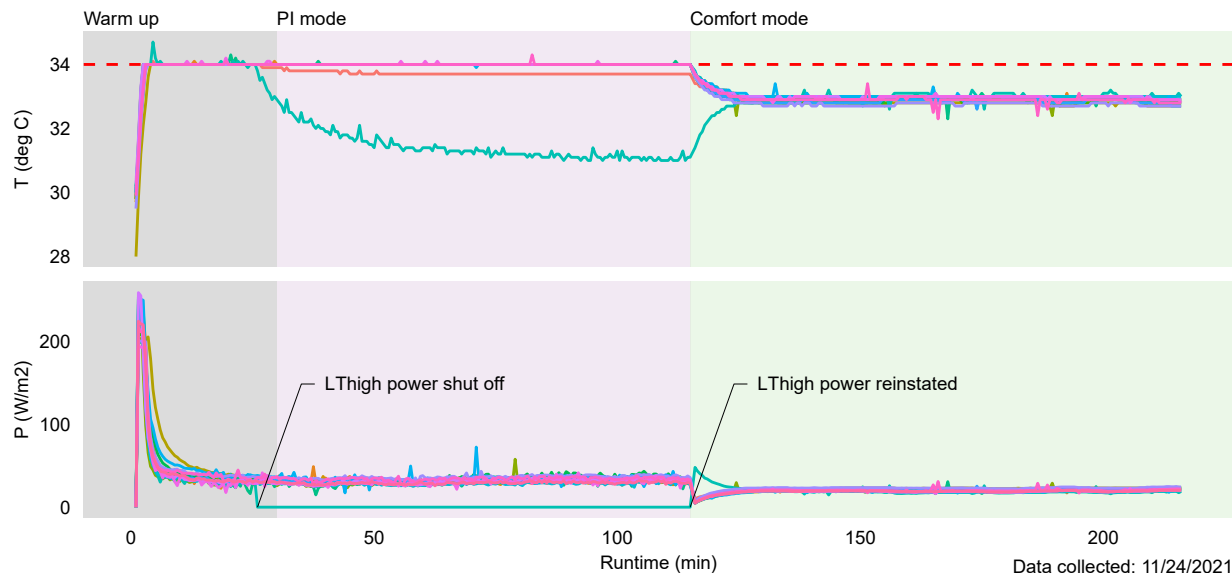 Warm up
PI mode
Comfort mode
34
32
30
28
T (deg C)
200
100
0
P (W/m2)
LThigh power shut off
LThigh power reinstated
0
50
100
150
200
Runtime (min)
Data collected: 11/24/2021